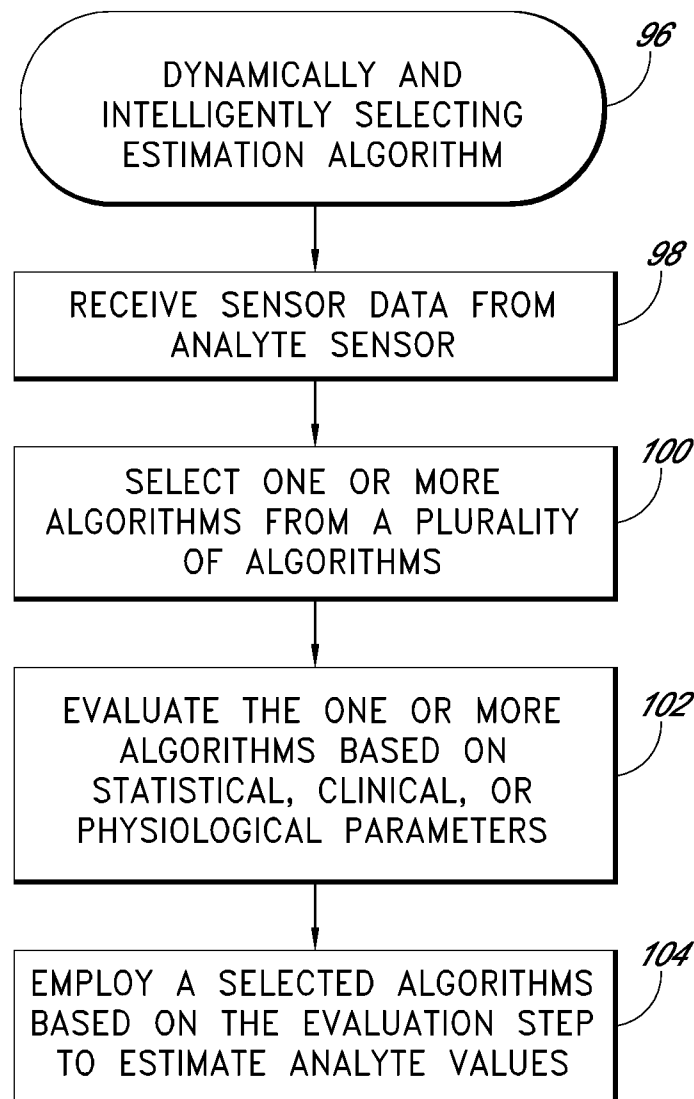 96
DYNAMICALLY AND
INTELLIGENTLY SELECTING
ESTIMATION ALGORITHM
98
RECEIVE SENSOR DATA FROM
ANALYTE SENSOR
100
SELECT ONE OR MORE
ALGORITHMS FROM A PLURALITY
OF ALGORITHMS
102
EVALUATE THE ONE OR MORE
ALGORITHMS BASED ON
STATISTICAL, CLINICAL, OR
PHYSIOLOGICAL PARAMETERS
104
EMPLOY A SELECTED ALGORITHMS
BASED ON THE EVALUATION STEP
TO ESTIMATE ANALYTE VALUES